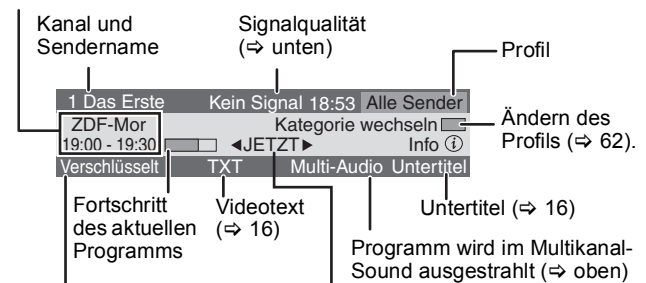 Kanal und
Sendername
Signalqualität
(⇨ unten)
Profil
1 Das Erste Kein Signal 18:53 Alle Sender
ZDF-Mor Kategorie wechseln
19:00 - 19:30 ◀JETZT▶ Info ⓘ
Verschlüsselt TXT Multi-Audio Untertitel
Ändern des
Profils (⇨ 62).
Fortschritt
des aktuellen
Programms
Videotext
(⇨ 16)
Untertitel (⇨ 16)
Programm wird im Multikanal-
Sound ausgestrahlt (⇨ oben)